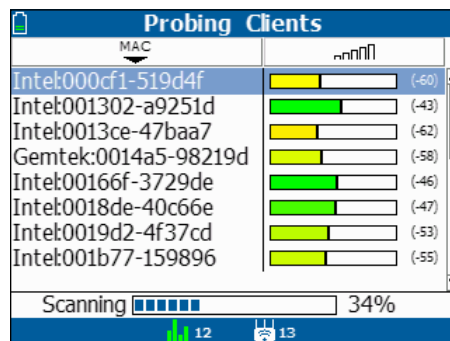 Probing Clients
MAC
Intel:000cf1-519d4f (-60)
Intel:001302-a9251d (-43)
Intel:0013ce-47baa7 (-62)
Gemtek:0014a5-98219d (-58)
Intel:00166f-3729de (-46)
Intel:0018de-40c66e (-47)
Intel:0019d2-4f37cd (-53)
Intel:001b77-159896 (-55)
Scanning 34%
12 13